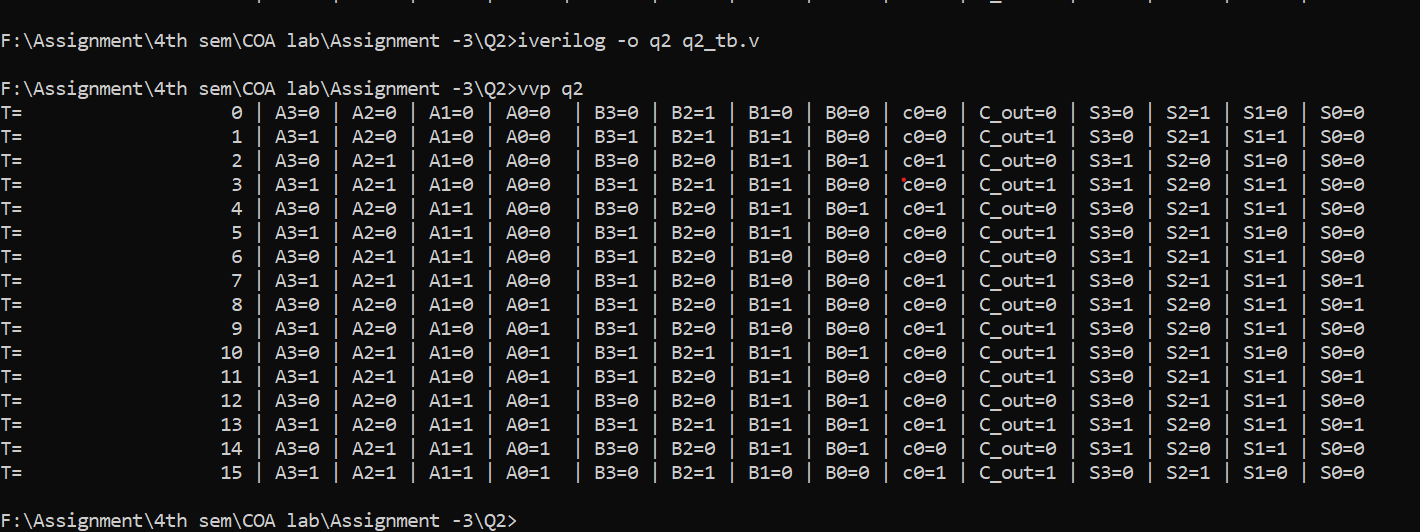 F:\Assignment\4th sem\COA lab\Assignment -3\Q2>iverilog -o q2 q2_tb.v
F:\Assignment\4th sem\COA lab\Assignment -3\Q2>vvp q2
T=                   0 | A3=0 | A2=0 | A1=0 | A0=0  | B3=0 | B2=1 | B1=0 | B0=0 | c0=0 | C_out=0 | S3=0 | S2=1 | S1=0 | S0=0
T=                   1 | A3=1 | A2=0 | A1=0 | A0=0  | B3=1 | B2=1 | B1=1 | B0=0 | c0=0 | C_out=1 | S3=0 | S2=1 | S1=1 | S0=0
T=                   2 | A3=0 | A2=1 | A1=0 | A0=0  | B3=0 | B2=0 | B1=1 | B0=1 | c0=1 | C_out=0 | S3=1 | S2=0 | S1=0 | S0=0
T=                   3 | A3=1 | A2=1 | A1=0 | A0=0  | B3=1 | B2=1 | B1=1 | B0=0 | c0=0 | C_out=1 | S3=1 | S2=0 | S1=1 | S0=0
T=                   4 | A3=0 | A2=0 | A1=1 | A0=0  | B3=0 | B2=0 | B1=1 | B0=1 | c0=1 | C_out=0 | S3=0 | S2=1 | S1=1 | S0=0
T=                   5 | A3=1 | A2=0 | A1=1 | A0=0  | B3=1 | B2=0 | B1=1 | B0=0 | c0=0 | C_out=1 | S3=0 | S2=1 | S1=0 | S0=0
T=                   6 | A3=0 | A2=1 | A1=1 | A0=0  | B3=0 | B2=1 | B1=0 | B0=0 | c0=0 | C_out=0 | S3=1 | S2=0 | S1=1 | S0=0
T=                   7 | A3=1 | A2=1 | A1=1 | A0=0  | B3=1 | B2=1 | B1=1 | B0=0 | c0=1 | C_out=1 | S3=1 | S2=1 | S1=0 | S0=1
T=                   8 | A3=0 | A2=0 | A1=0 | A0=1  | B3=1 | B2=0 | B1=1 | B0=0 | c0=0 | C_out=0 | S3=1 | S2=0 | S1=1 | S0=1
T=                   9 | A3=1 | A2=0 | A1=0 | A0=1  | B3=1 | B2=0 | B1=0 | B0=0 | c0=1 | C_out=1 | S3=0 | S2=0 | S1=1 | S0=0
T=                  10 | A3=0 | A2=1 | A1=0 | A0=1  | B3=1 | B2=1 | B1=1 | B0=1 | c0=0 | C_out=1 | S3=0 | S2=1 | S1=0 | S0=0
T=                  11 | A3=1 | A2=1 | A1=0 | A0=1  | B3=1 | B2=0 | B1=1 | B0=0 | c0=0 | C_out=1 | S3=0 | S2=1 | S1=1 | S0=1
T=                  12 | A3=0 | A2=0 | A1=1 | A0=1  | B3=0 | B2=0 | B1=1 | B0=1 | c0=0 | C_out=0 | S3=0 | S2=1 | S1=1 | S0=0
T=                  13 | A3=1 | A2=0 | A1=1 | A0=1  | B3=1 | B2=1 | B1=0 | B0=1 | c0=1 | C_out=1 | S3=1 | S2=0 | S1=0 | S0=1
T=                  14 | A3=0 | A2=1 | A1=1 | A0=1  | B3=0 | B2=0 | B1=1 | B0=1 | c0=0 | C_out=0 | S3=1 | S2=0 | S1=1 | S0=0
T=                  15 | A3=1 | A2=1 | A1=1 | A0=1  | B3=0 | B2=1 | B1=0 | B0=0 | c0=1 | C_out=1 | S3=0 | S2=1 | S1=0 | S0=0
F:\Assignment\4th sem\COA lab\Assignment -3\Q2>